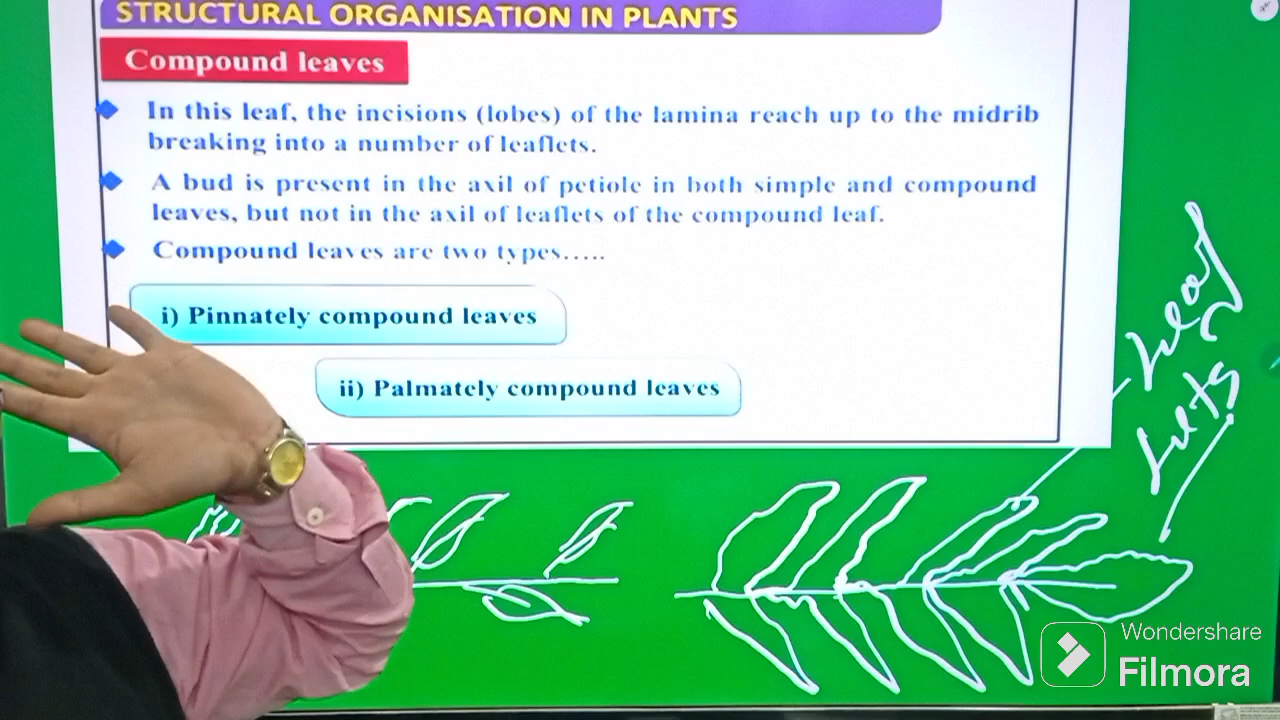 STRUCTURAL ORGANISATION IN PLANTS
Compound leaves
In this leaf, the incisions (lobes) of the lamina reach up to the midrib
breaking into a number of leaflets.
A bud is present in the axil of petiole in both simple and compound
leaves, but not in the axil of leaflets of the compound leaf.
Compound leaves are two types.....
i) Pinnately compound leaves
ii) Palmately compound leaves
Leaf
lets
Wondershare
Filmora